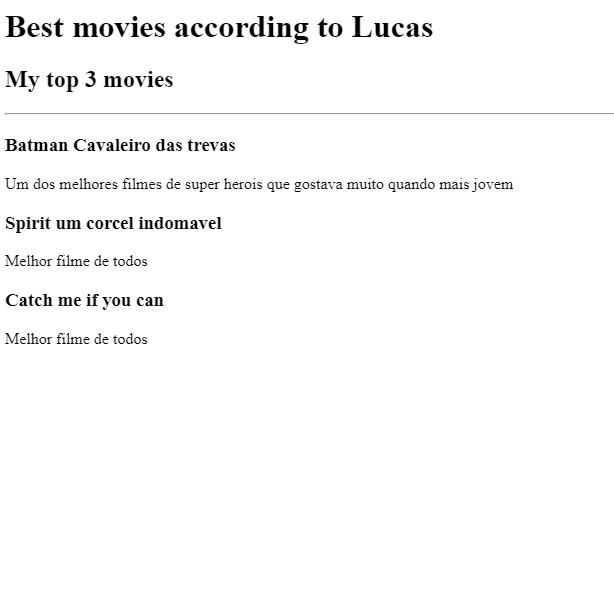 Best movies according to Lucas
My top 3 movies
Batman Cavaleiro das trevas
Um dos melhores filmes de super herois que gostava muito quando mais jovem
Spirit um corcel indomavel
Melhor filme de todos
Catch me if you can
Melhor filme de todos